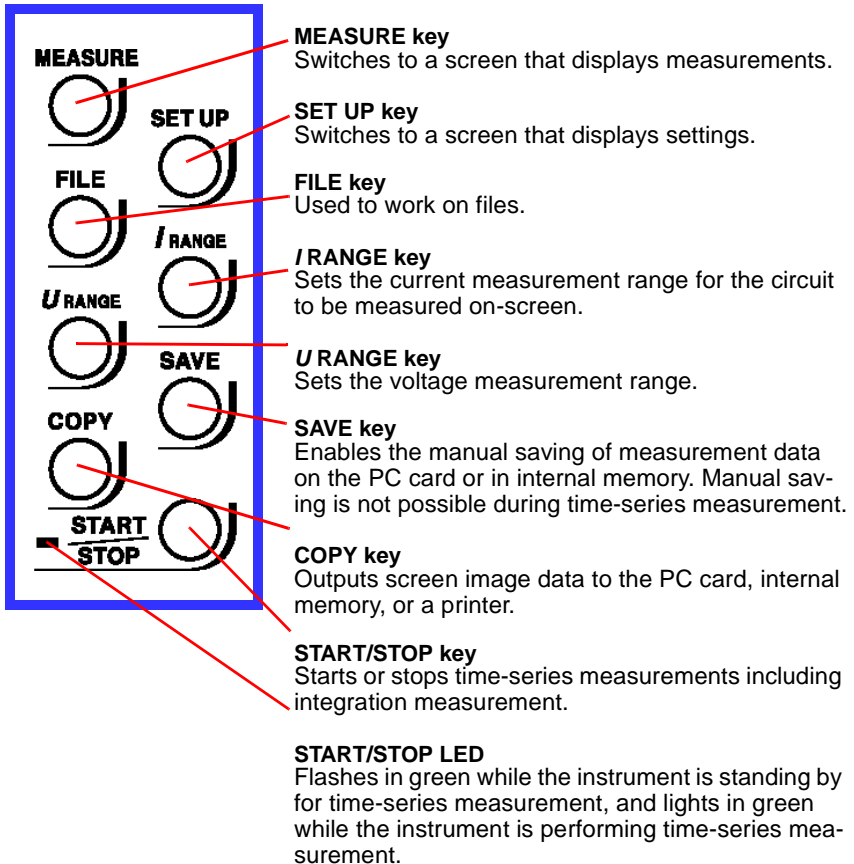 MEASURE
SET UP
FILE
I RANGE
U RANGE
SAVE
COPY
START
STOP
MEASURE key
Switches to a screen that displays measurements.
SET UP key
Switches to a screen that displays settings.
FILE key
Used to work on files.
I RANGE key
Sets the current measurement range for the circuit
to be measured on-screen.
U RANGE key
Sets the voltage measurement range.
SAVE key
Enables the manual saving of measurement data
on the PC card or in internal memory. Manual sav-
ing is not possible during time-series measurement.
COPY key
Outputs screen image data to the PC card, internal
memory, or a printer.
START/STOP key
Starts or stops time-series measurements including
integration measurement.
START/STOP LED
Flashes in green while the instrument is standing by
for time-series measurement, and lights in green
while the instrument is performing time-series mea-
surement.